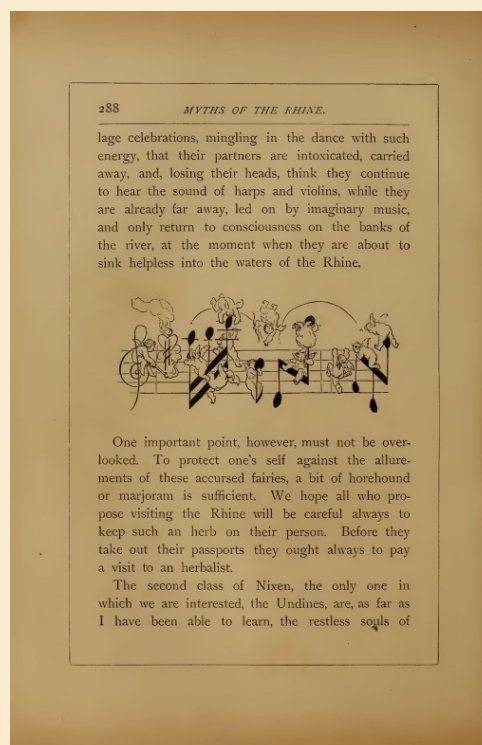 288 MYTHS OF THE RHINE.
lage celebrations, mingling in the dance with such
energy, that their partners are intoxicated, carried
away, and, losing their heads, think they continue
to hear the sound of harps and violins, while they
are already far away, led on by imaginary music,
and only return to consciousness on the banks of
the river, at the moment when they are about to
sink helpless into the waters of the Rhine.
One important point, however, must not be over-
looked. To protect one's self against the allure-
ments of these accursed fairies, a bit of horehound
or marjoram is sufficient. We hope all who pro-
pose visiting the Rhine will be careful always to
keep such an herb on their person. Before they
take out their passports they ought always to pay
a visit to an herbalist.
The second class of Nixen, the only one in
which we are interested, the Undines, are, as far as
I have been able to learn, the restless souls of